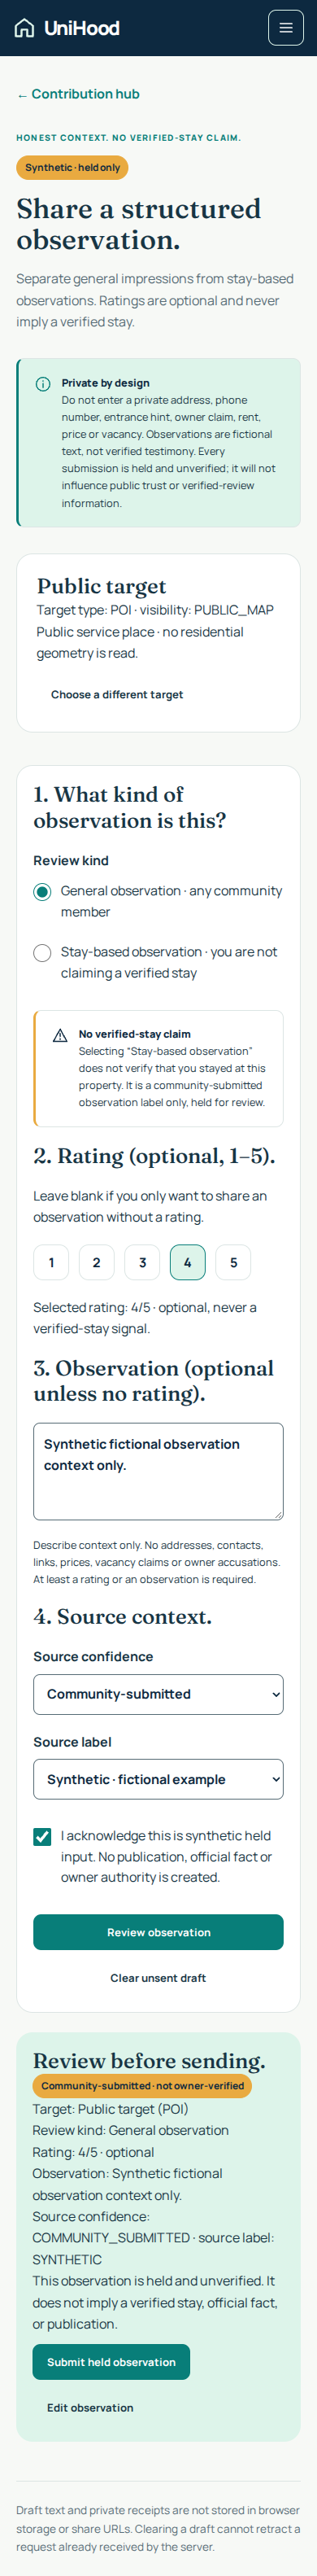 UniHood
← Contribution hub
HONEST CONTEXT. NO VERIFIED-STAY CLAIM.
Synthetic · held only
Share a structured
observation.
Separate general impressions from stay-based
observations. Ratings are optional and never
imply a verified stay.
Private by design
Do not enter a private address, phone
number, entrance hint, owner claim, rent,
price or vacancy. Observations are fictional
text, not verified testimony. Every
submission is held and unverified; it will not
influence public trust or verified-review
information.
Public target
Target type: POI · visibility: PUBLIC_MAP
Public service place · no residential
geometry is read.
Choose a different target
1. What kind of
observation is this?
Review kind
General observation · any community
member
Stay-based observation · you are not
claiming a verified stay
No verified-stay claim
Selecting “Stay-based observation”
does not verify that you stayed at this
property. It is a community-submitted
observation label only, held for review.
2. Rating (optional, 1–5).
Leave blank if you only want to share an
observation without a rating.
1 2 3 4 5
Selected rating: 4/5 · optional, never a
verified-stay signal.
3. Observation (optional
unless no rating).
Synthetic fictional observation
context only.
Describe context only. No addresses, contacts,
links, prices, vacancy claims or owner accusations.
At least a rating or an observation is required.
4. Source context.
Source confidence
Community-submitted
Source label
Synthetic · fictional example
I acknowledge this is synthetic held
input. No publication, official fact or
owner authority is created.
Review observation
Clear unsent draft
Review before sending.
Community-submitted · not owner-verified
Target: Public target (POI)
Review kind: General observation
Rating: 4/5 · optional
Observation: Synthetic fictional
observation context only.
Source confidence:
COMMUNITY_SUBMITTED · source label:
SYNTHETIC
This observation is held and unverified. It
does not imply a verified stay, official fact,
or publication.
Submit held observation
Edit observation
Draft text and private receipts are not stored in browser
storage or share URLs. Clearing a draft cannot retract a
request already received by the server.